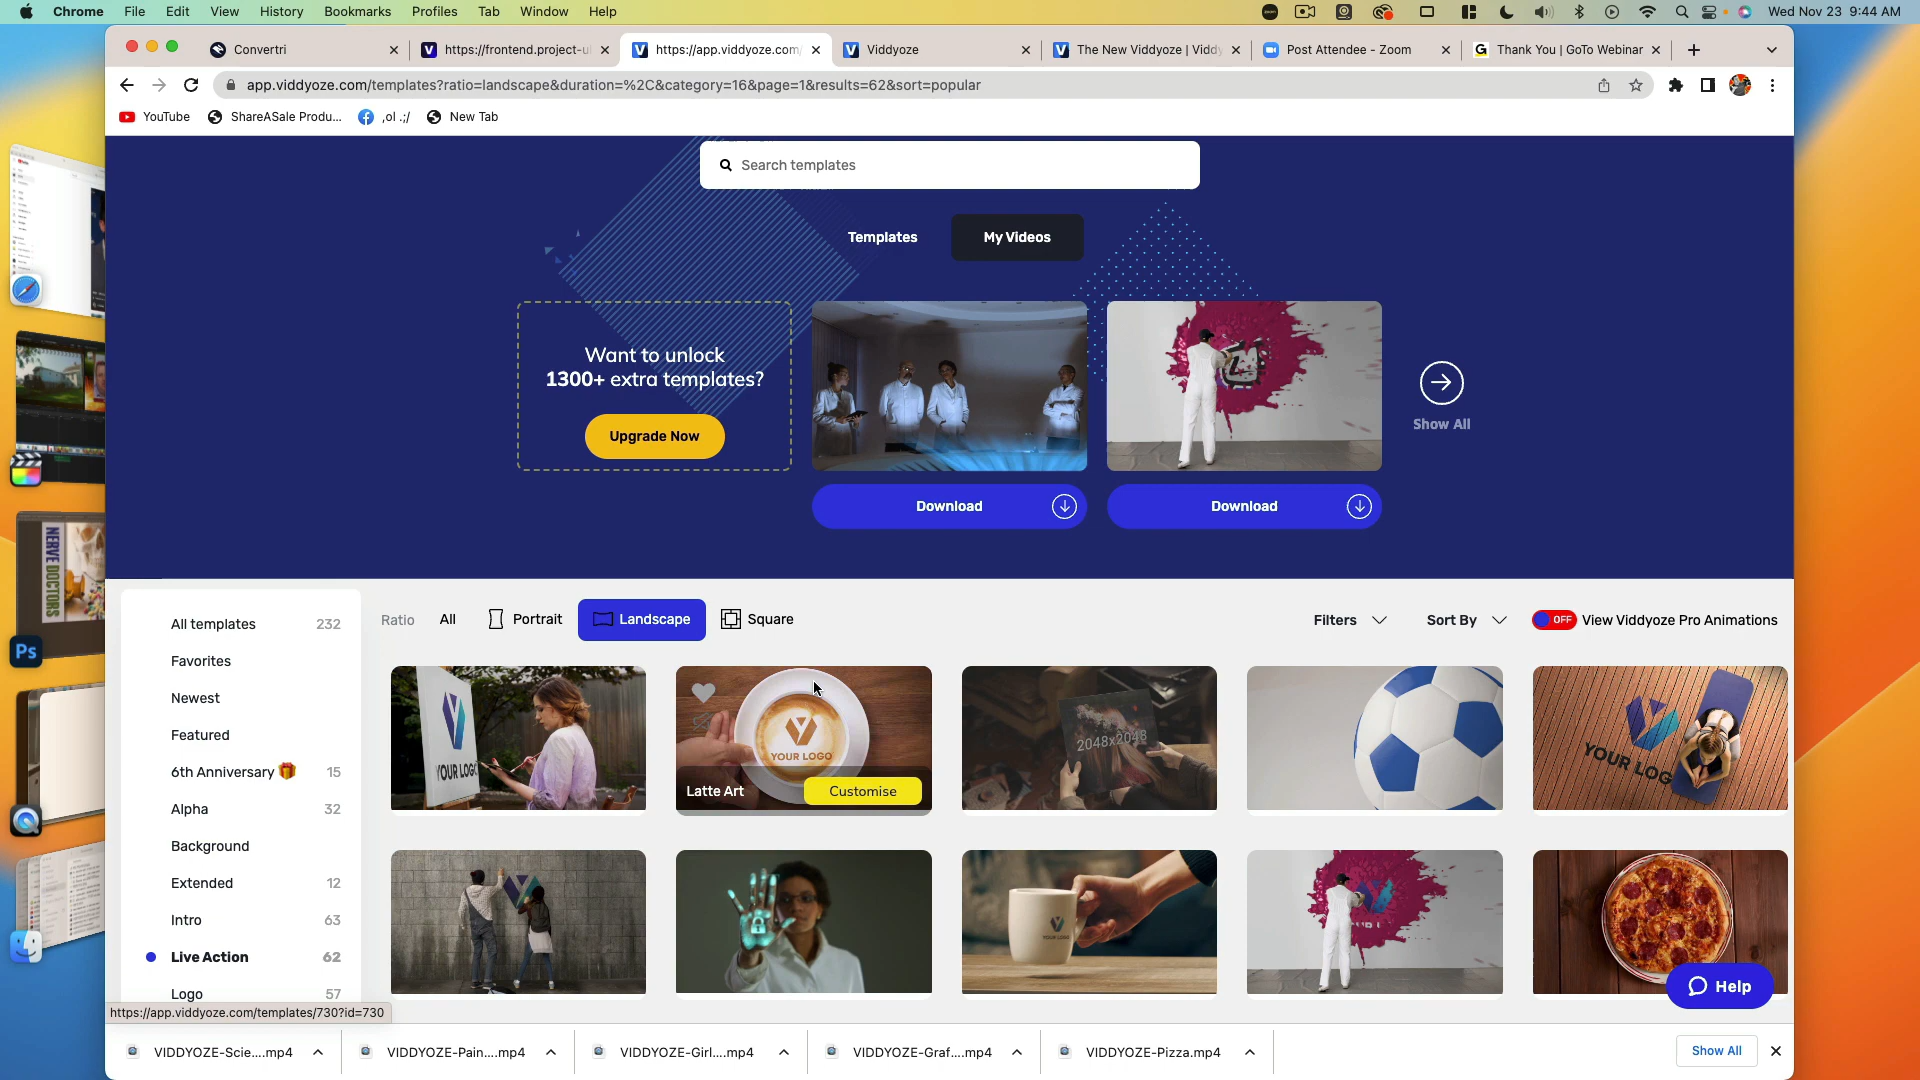 Chrome File Edit View History Bookmarks Profiles Tab Window Help Wed Nov 23 9:44 AM
Convertri https://frontend.project-u https://app.viddyoze.com/ Viddyoze The New Viddyoze | Viddy Post Attendee - Zoom Thank You | GoTo Webinar
app.viddyoze.com/templates?ratio=landscape&duration=%2C&category=16&page=1&results=62&sort=popular
YouTube ShareASale Produ... ,ol .;/ New Tab
Search templates
Templates My Videos
Want to unlock
1300+ extra templates?
Upgrade Now
Show All
Download Download
All templates 232
Favorites
Newest
Featured
6th Anniversary 15
Alpha 32
Background
Extended 12
Intro 63
Live Action 62
Logo 57
Ratio All Portrait Landscape Square Filters Sort By OFF View Viddyoze Pro Animations
YOUR LOGO
YOUR LOGO
Latte Art Customise
2048x2048
YOUR LOG
YOUR LOGO
Help
https://app.viddyoze.com/templates/730?id=730
VIDDYOZE-Scie....mp4 VIDDYOZE-Pain....mp4 VIDDYOZE-Girl....mp4 VIDDYOZE-Graf....mp4 VIDDYOZE-Pizza.mp4 Show All
NERVE DOCTORS
Ps